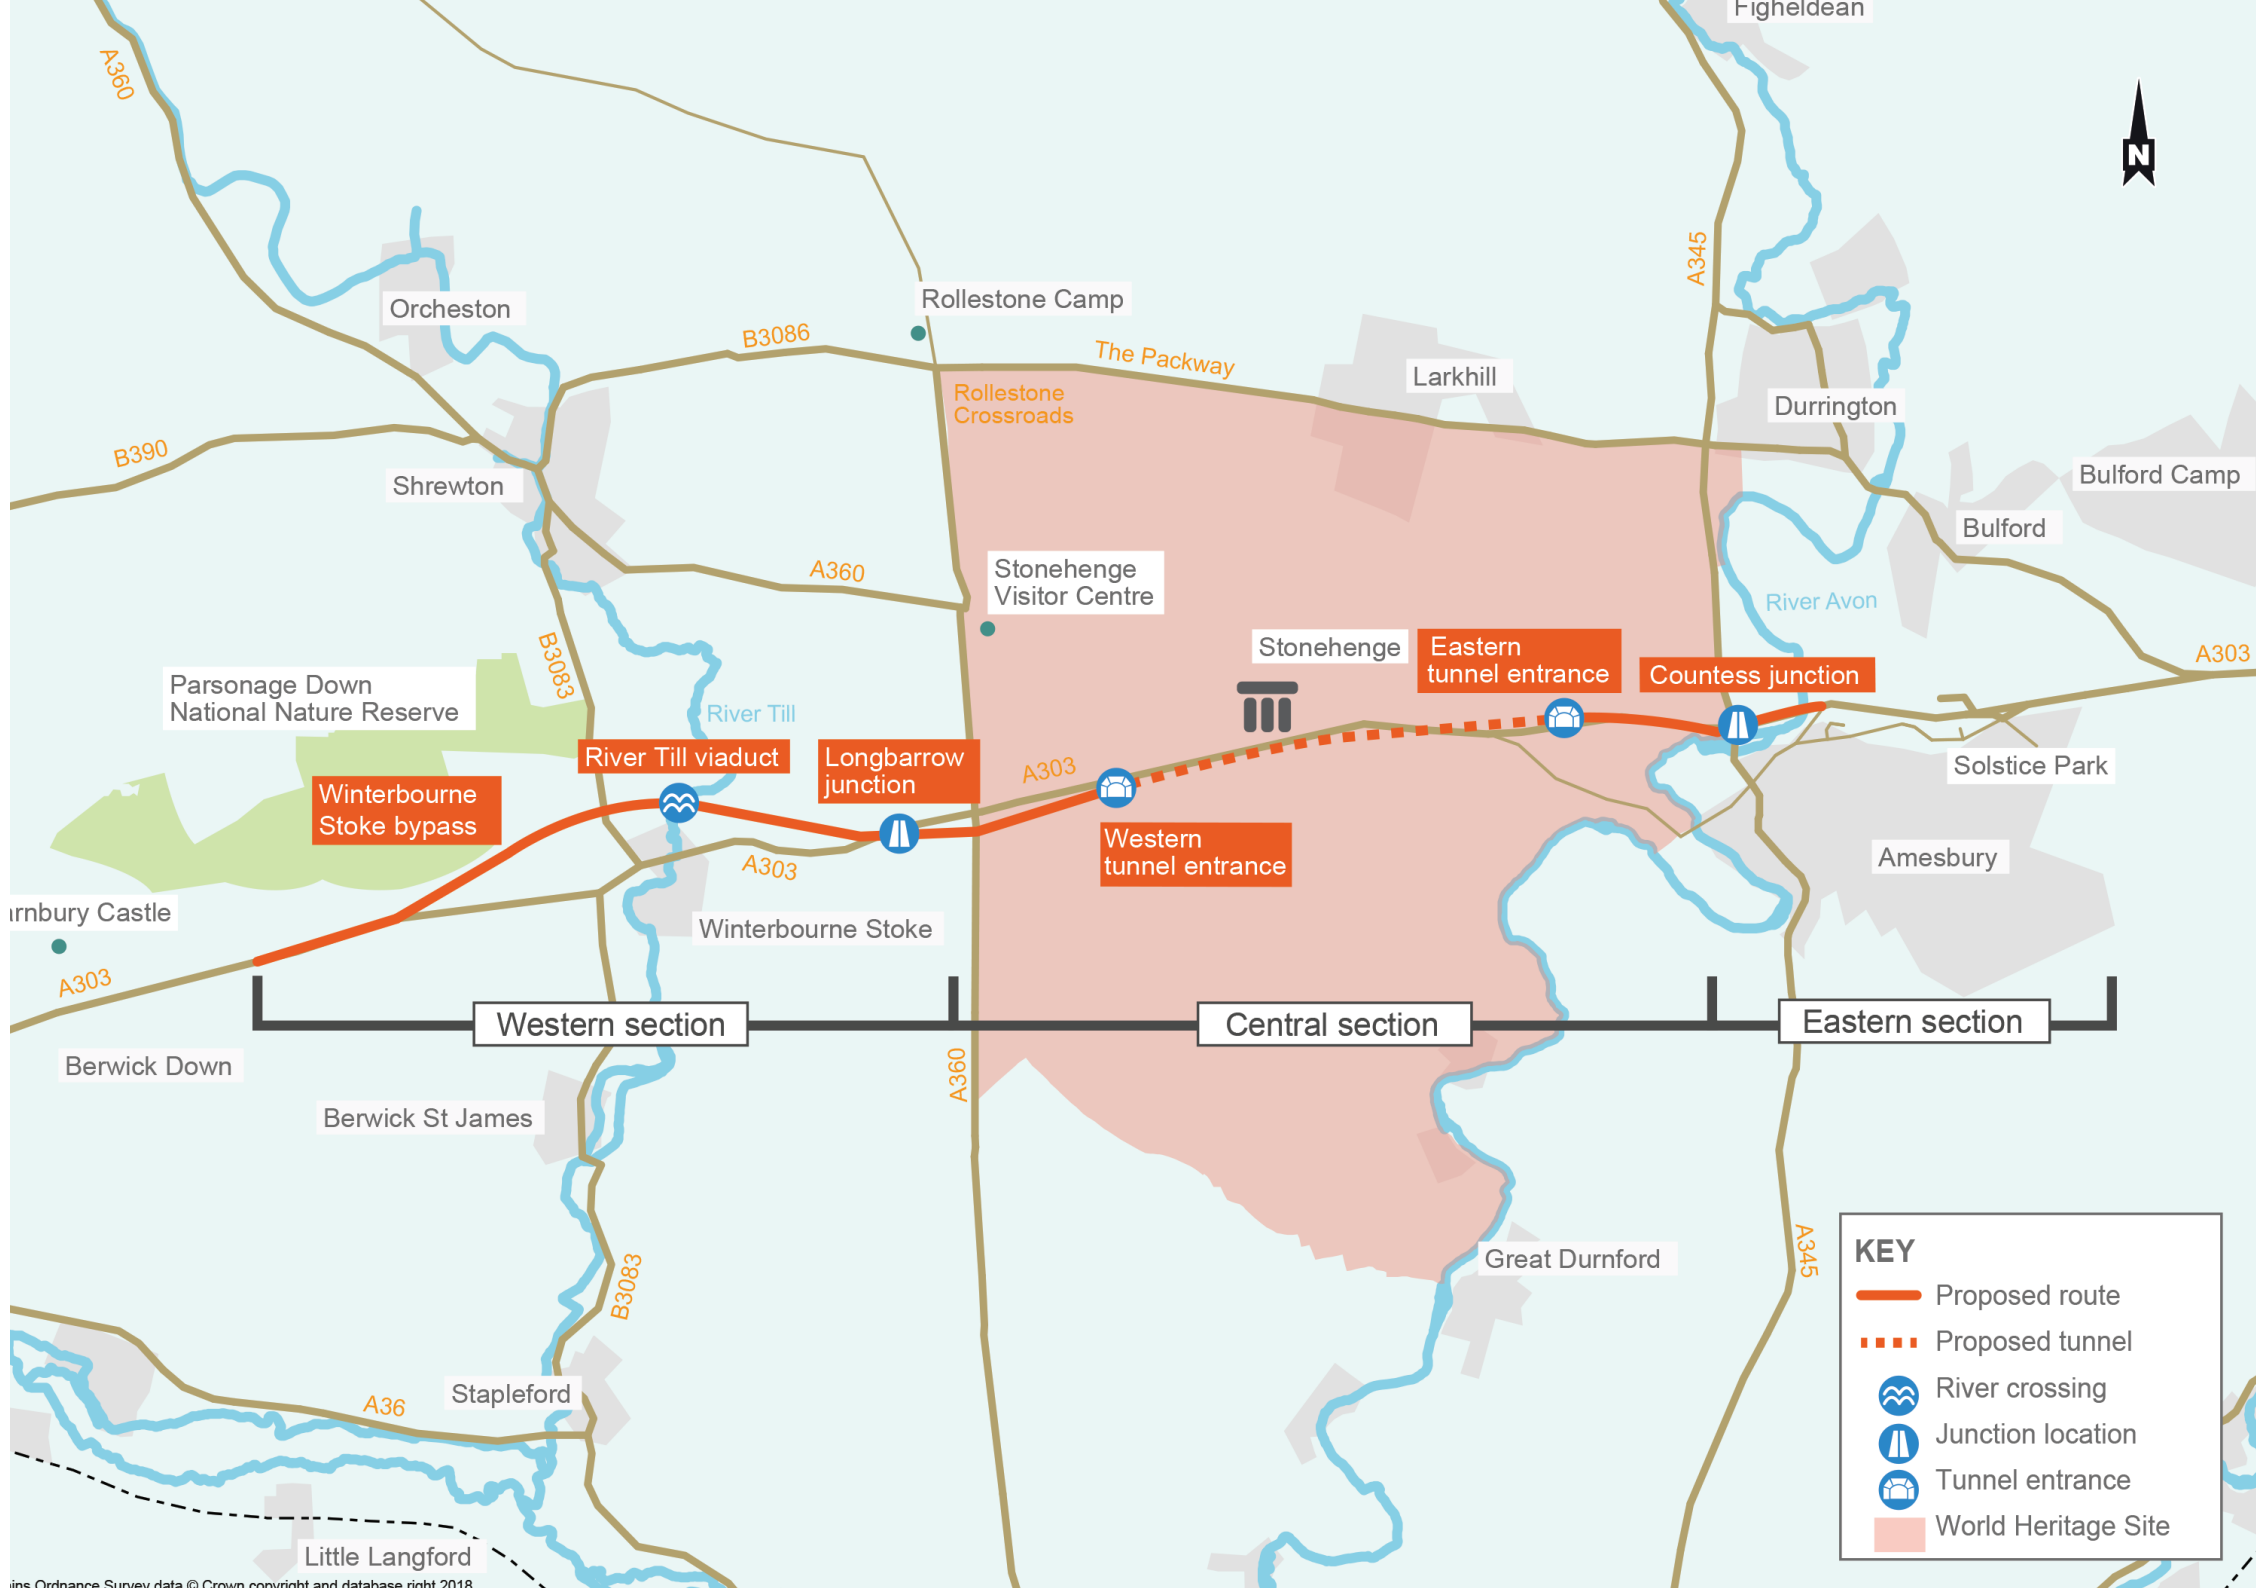 Figheldean
A360
N
A345
Rollestone Camp
Orcheston
B3086
The Packway
Larkhill
Rollestone
Crossroads
Durrington
B390
Shrewton
Bulford Camp
Bulford
A360
Stonehenge
Visitor Centre
River Avon
B3083
Stonehenge
Eastern
tunnel entrance
Countess junction
A303
Parsonage Down
National Nature Reserve
River Till
River Till viaduct
Longbarrow
junction
A303
Solstice Park
Winterbourne
Stoke bypass
Western
tunnel entrance
A303
Amesbury
arnbury Castle
Winterbourne Stoke
A303
Western section
Central section
Eastern section
Berwick Down
A360
Berwick St James
A345
Great Durnford
B3083
KEY
Proposed route
Proposed tunnel
River crossing
Junction location
Tunnel entrance
World Heritage Site
Stapleford
A36
Little Langford
ains Ordnance Survey data © Crown copyright and database right 2018